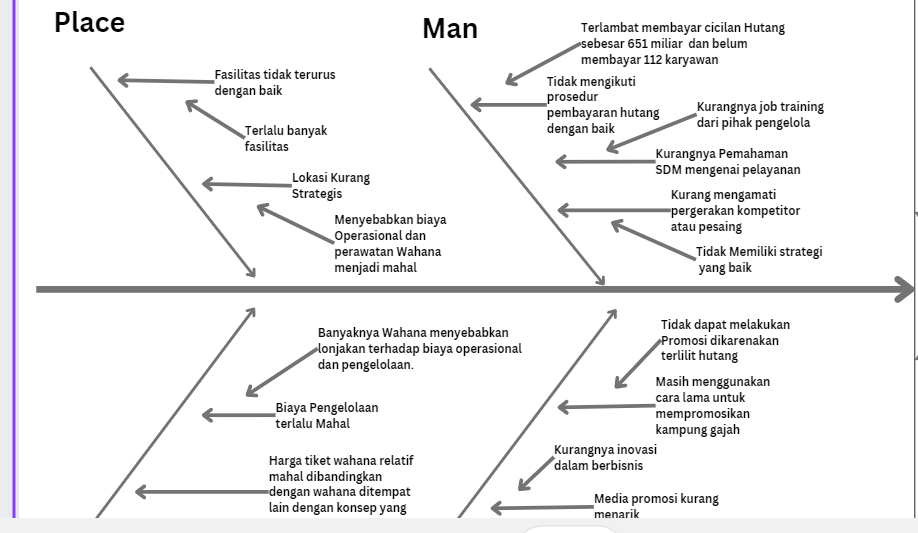 Place
Man
Fasilitas tidak terurus
dengan baik
Terlalu banyak
fasilitas
Lokasi Kurang
Strategis
Menyebabkan biaya
Operasional dan
perawatan Wahana
menjadi mahal
Terlambat membayar cicilan Hutang
sebesar 651 miliar dan belum
membayar 112 karyawan
Tidak mengikuti
prosedur
pembayaran hutang
dengan baik
Kurangnya job training
dari pihak pengelola
Kurangnya Pemahaman
SDM mengenai pelayanan
Kurang mengamati
pergerakan kompetitor
atau pesaing
Tidak Memiliki strategi
yang baik
Banyaknya Wahana menyebabkan
lonjakan terhadap biaya operasional
dan pengelolaan.
Biaya Pengelolaan
terlalu Mahal
Harga tiket wahana relatif
mahal dibandingkan
dengan wahana ditempat
lain dengan konsep yang
Tidak dapat melakukan
Promosi dikarenakan
terlilit hutang
Masih menggunakan
cara lama untuk
mempromosikan
kampung gajah
Kurangnya inovasi
dalam berbisnis
Media promosi kurang
menarik